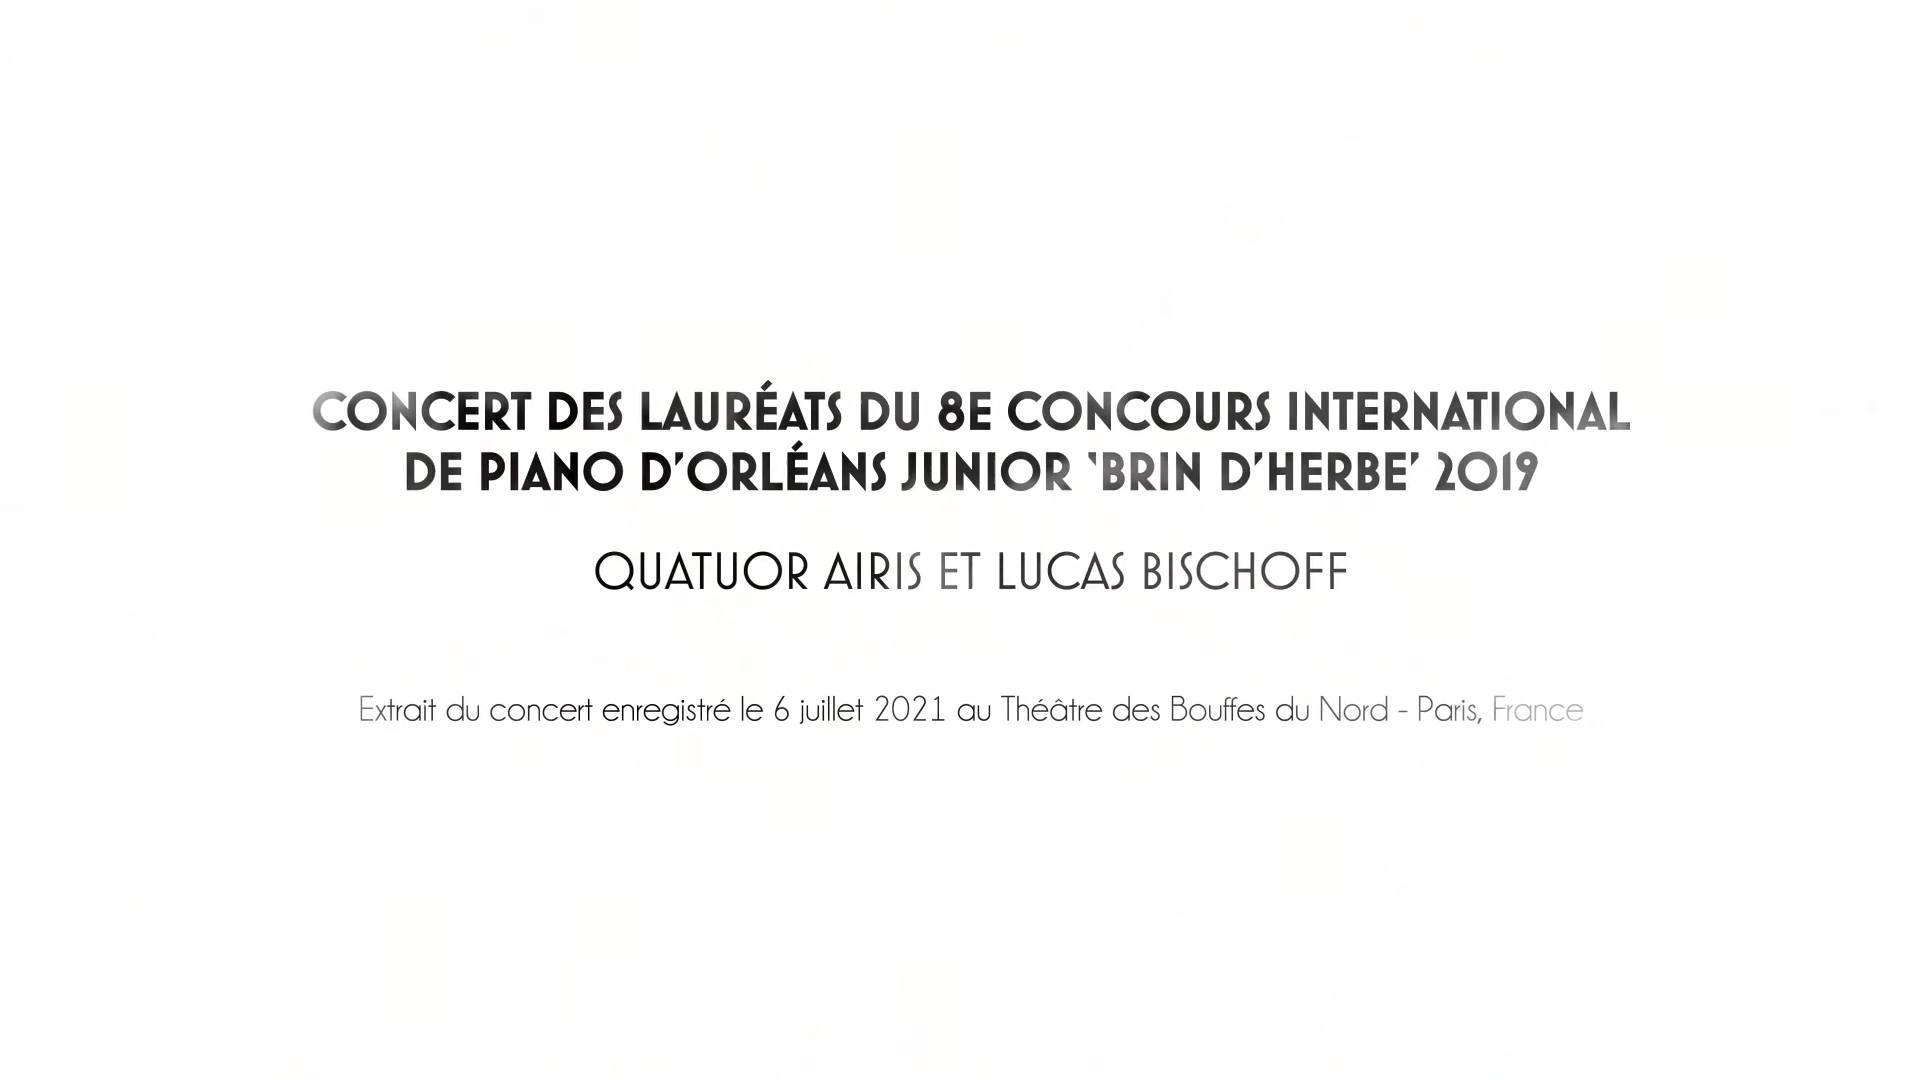 CONCERT DES LAURÉATS DU 8E CONCOURS INTERNATIONAL
DE PIANO D'ORLÉANS JUNIOR 'BRIN D'HERBE' 2019
QUATUOR AIRIS ET LUCAS BISCHOFF
Extrait du concert enregistré le 6 juillet 2021 au Théâtre des Bouffes du Nord - Paris, France